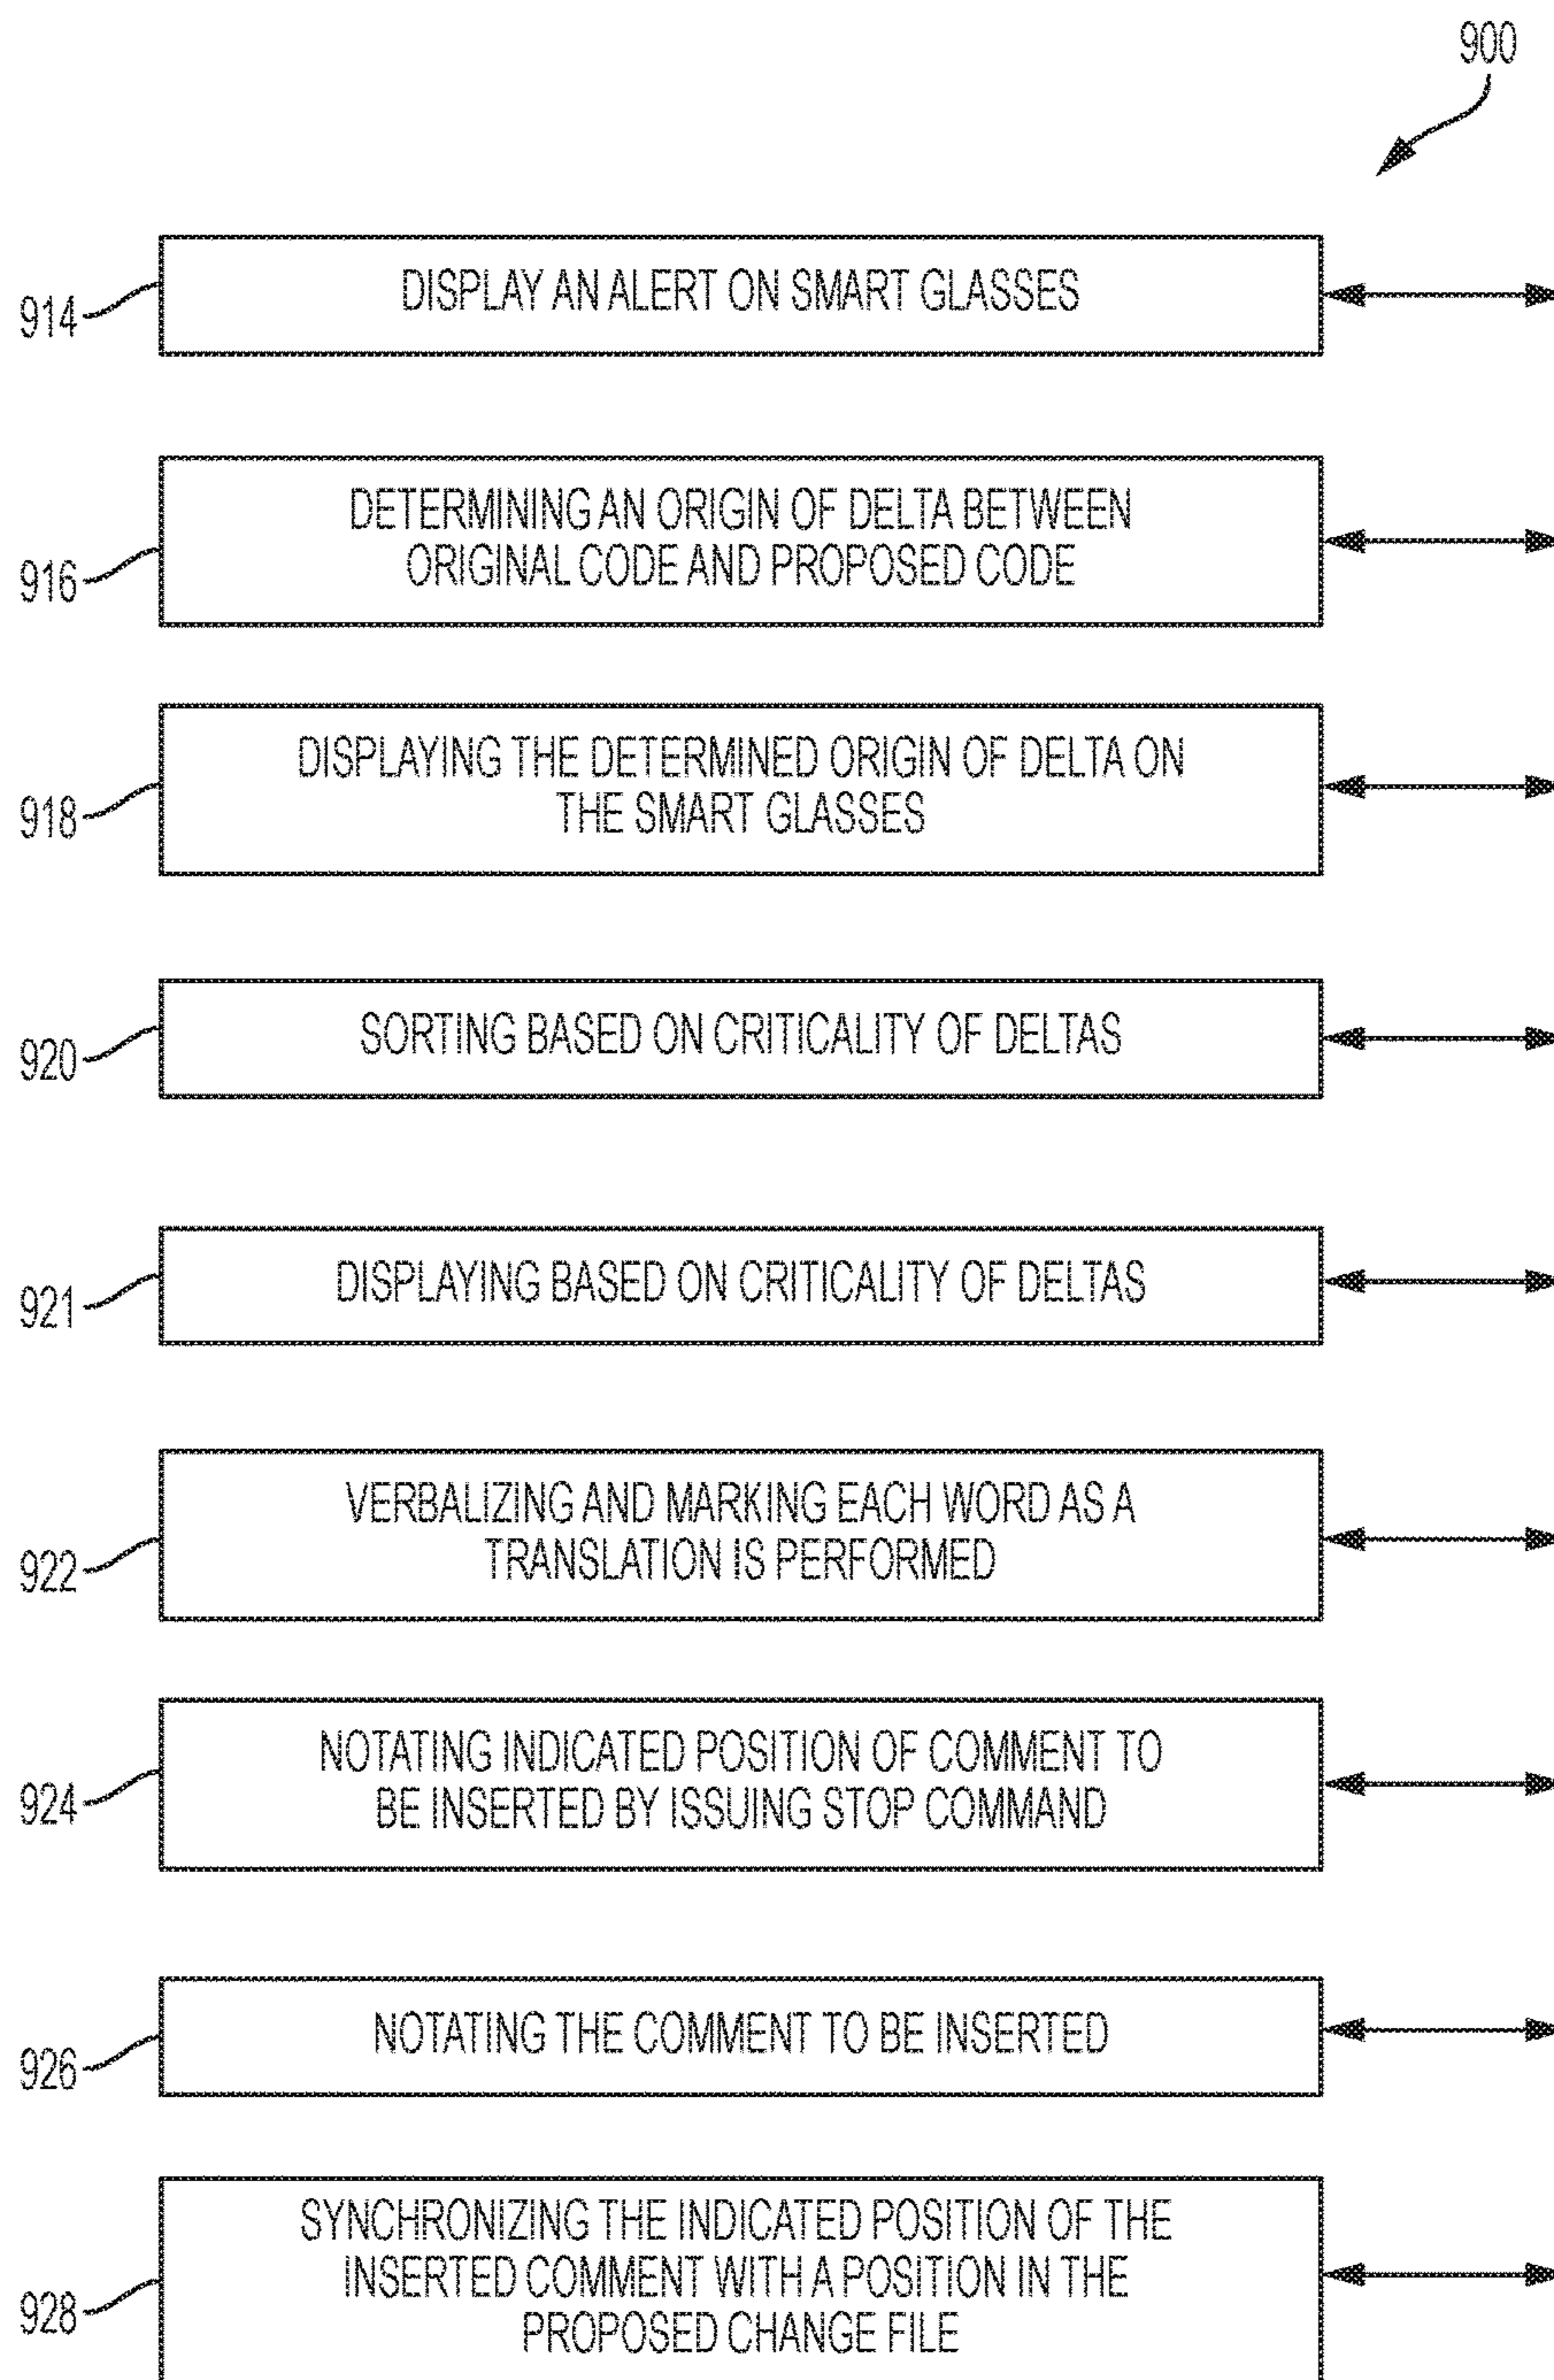 900
914
DISPLAY AN ALERT ON SMART GLASSES
916
DETERMINING AN ORIGIN OF DELTA BETWEEN
ORIGINAL CODE AND PROPOSED CODE
918
DISPLAYING THE DETERMINED ORIGIN OF DELTA ON
THE SMART GLASSES
920
SORTING BASED ON CRITICALITY OF DELTAS
921
DISPLAYING BASED ON CRITICALITY OF DELTAS
922
VERBALIZING AND MARKING EACH WORD AS A
TRANSLATION IS PERFORMED
924
NOTATING INDICATED POSITION OF COMMENT TO
BE INSERTED BY ISSUING STOP COMMAND
926
NOTATING THE COMMENT TO BE INSERTED
928
SYNCHRONIZING THE INDICATED POSITION OF THE
INSERTED COMMENT WITH A POSITION IN THE
PROPOSED CHANGE FILE